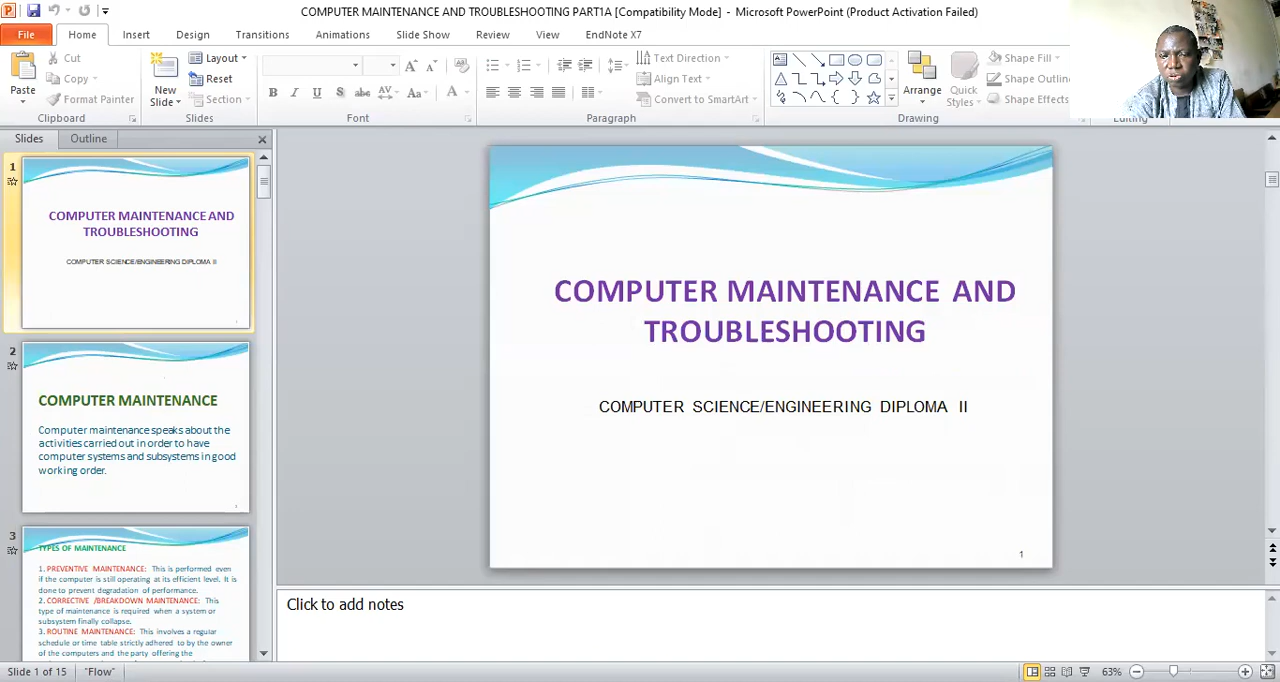 COMPUTER MAINTENANCE AND TROUBLESHOOTING PART1A [Compatibility Mode] - Microsoft PowerPoint (Product Activation Failed)
File Home Insert Design Transitions Animations Slide Show Review View EndNote X7
Paste
Cut
Copy
Format Painter
Clipboard
New
Slide
Layout
Reset
Section
Slides
B I U S abc AV Aa A
Font
Text Direction
Align Text
Convert to SmartArt
Paragraph
Arrange
Quick
Styles
Shape Fill
Shape Outline
Shape Effects
Drawing
Editing
Slides Outline
1
COMPUTER MAINTENANCE AND
TROUBLESHOOTING
COMPUTER SCIENCE/ENGINEERING DIPLOMA II
2
COMPUTER MAINTENANCE
Computer maintenance speaks about the
activities carried out in order to have
computer systems and subsystems in good
working order.
3
TYPES OF MAINTENANCE
1. PREVENTIVE MAINTENANCE: This is performed even
if the computer is still operating at its efficient level. It is
done to prevent degradation of performance.
2. CORRECTIVE /BREAKDOWN MAINTENANCE: This
type of maintenance is required when a system or
subsystem finally collapse.
3. ROUTINE MAINTENANCE: This involves a regular
schedule or time table strictly adhered to by the owner
of the computers and the party offering the
COMPUTER MAINTENANCE AND
TROUBLESHOOTING
COMPUTER SCIENCE/ENGINEERING DIPLOMA II
1
Click to add notes
Slide 1 of 15 "Flow" 63%